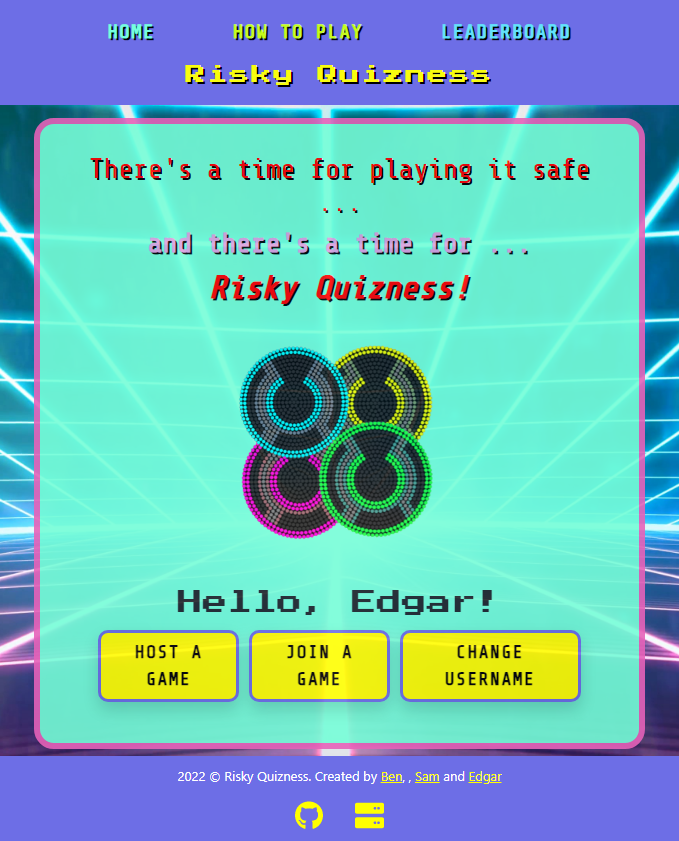 HOME HOW TO PLAY LEADERBOARD
Risky Quizness
There's a time for playing it safe
...
and there's a time for ...
Risky Quizness!
Hello, Edgar!
HOST A
GAME
JOIN A
GAME
CHANGE
USERNAME
2022 © Risky Quizness. Created by Ben, , Sam and Edgar